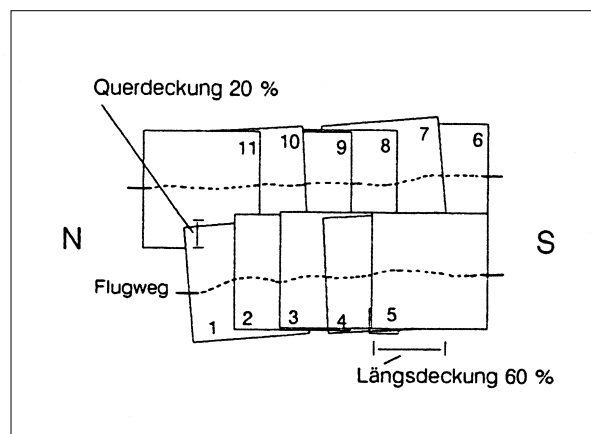 Querdeckung 20 %
11 10 9 8 7 6
N
S
Flugweg
1 2 3 4 5
Längsdeckung 60 %